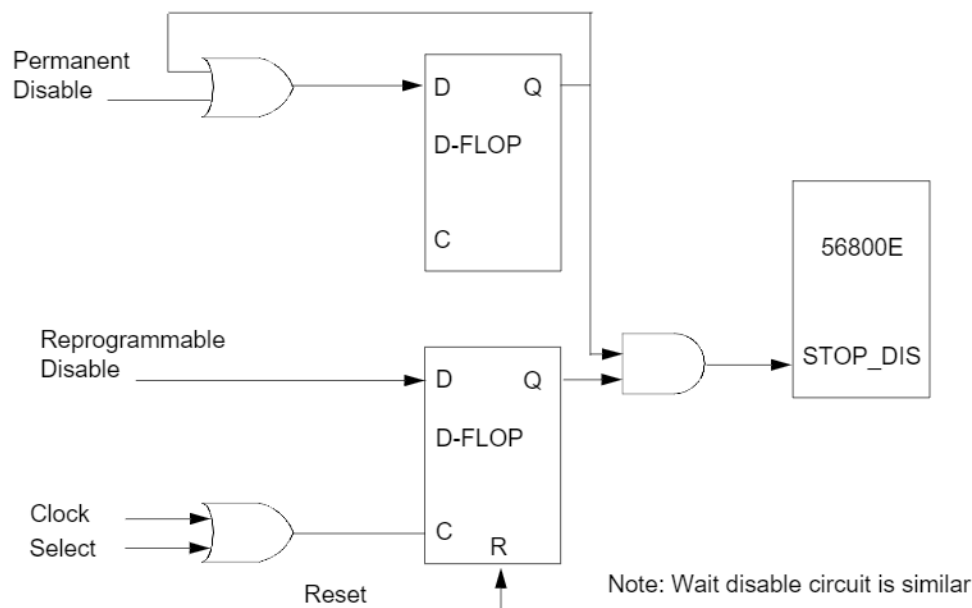 Permanent
Disable
D
Q
D-FLOP
C
56800E
STOP_DIS
Reprogrammable
Disable
D
Q
D-FLOP
Clock
Select
C
R
Reset
Note: Wait disable circuit is similar